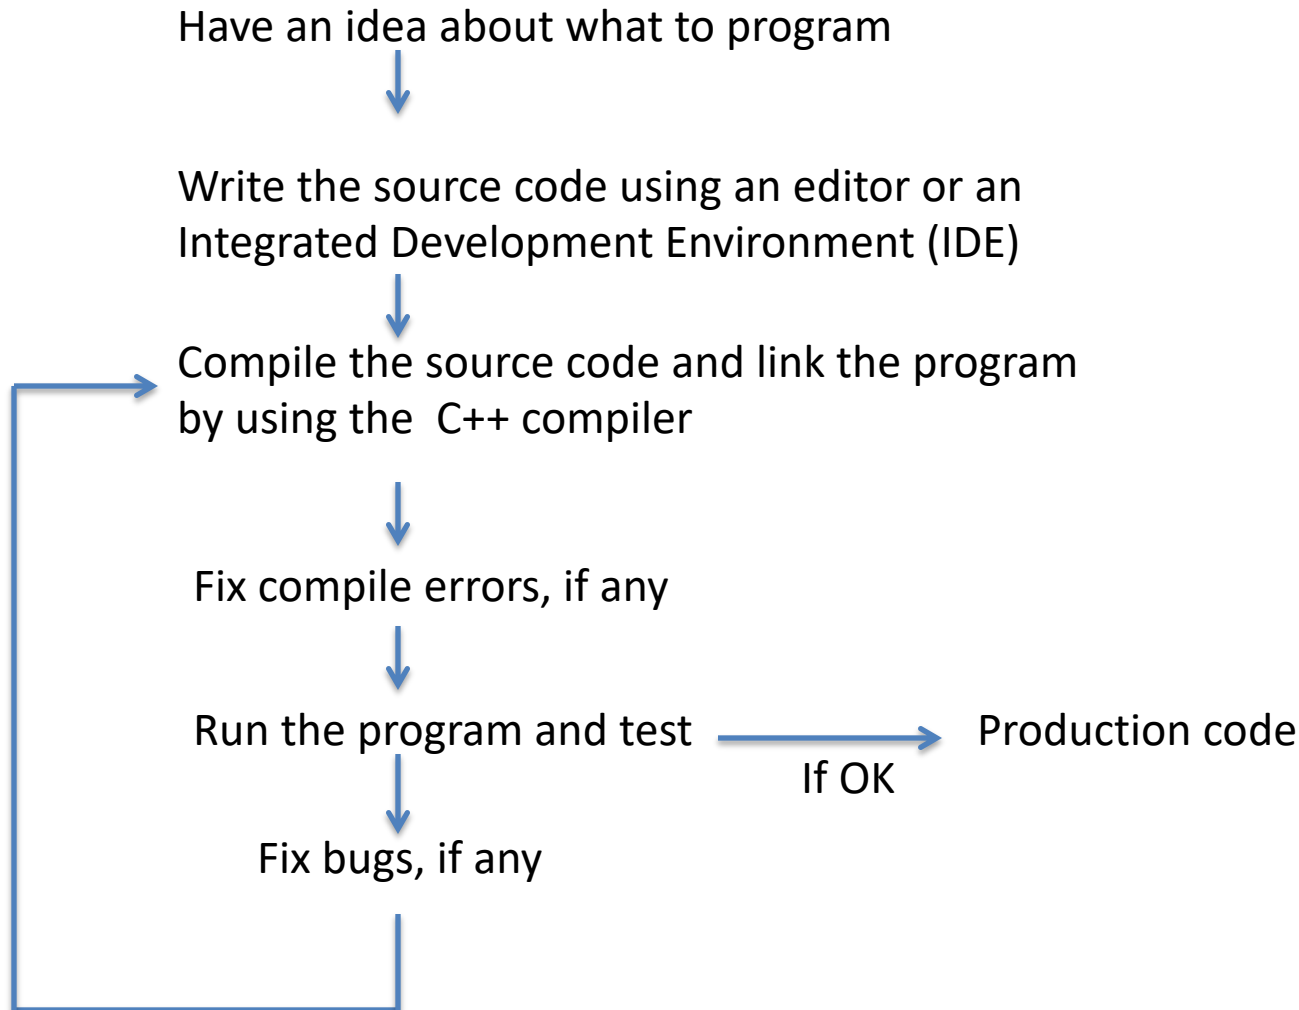 Have an idea about what to program
Write the source code using an editor or an
Integrated Development Environment (IDE)
Compile the source code and link the program
by using the  C++ compiler
Fix compile errors, if any
Run the program and test
Production code
If OK
Fix bugs, if any